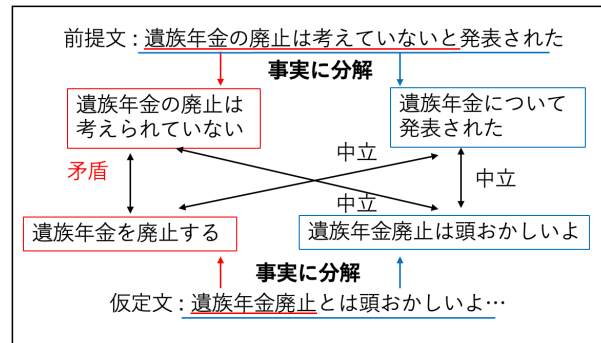 前提文：遺族年金の廃止は考えていないと発表された
事実に分解
遺族年金の廃止は
考えられていない
遺族年金について
発表された
矛盾
中立
中立
中立
遺族年金を廃止する
遺族年金廃止は頭おかしいよ
事実に分解
仮定文：遺族年金廃止とは頭おかしいよ…